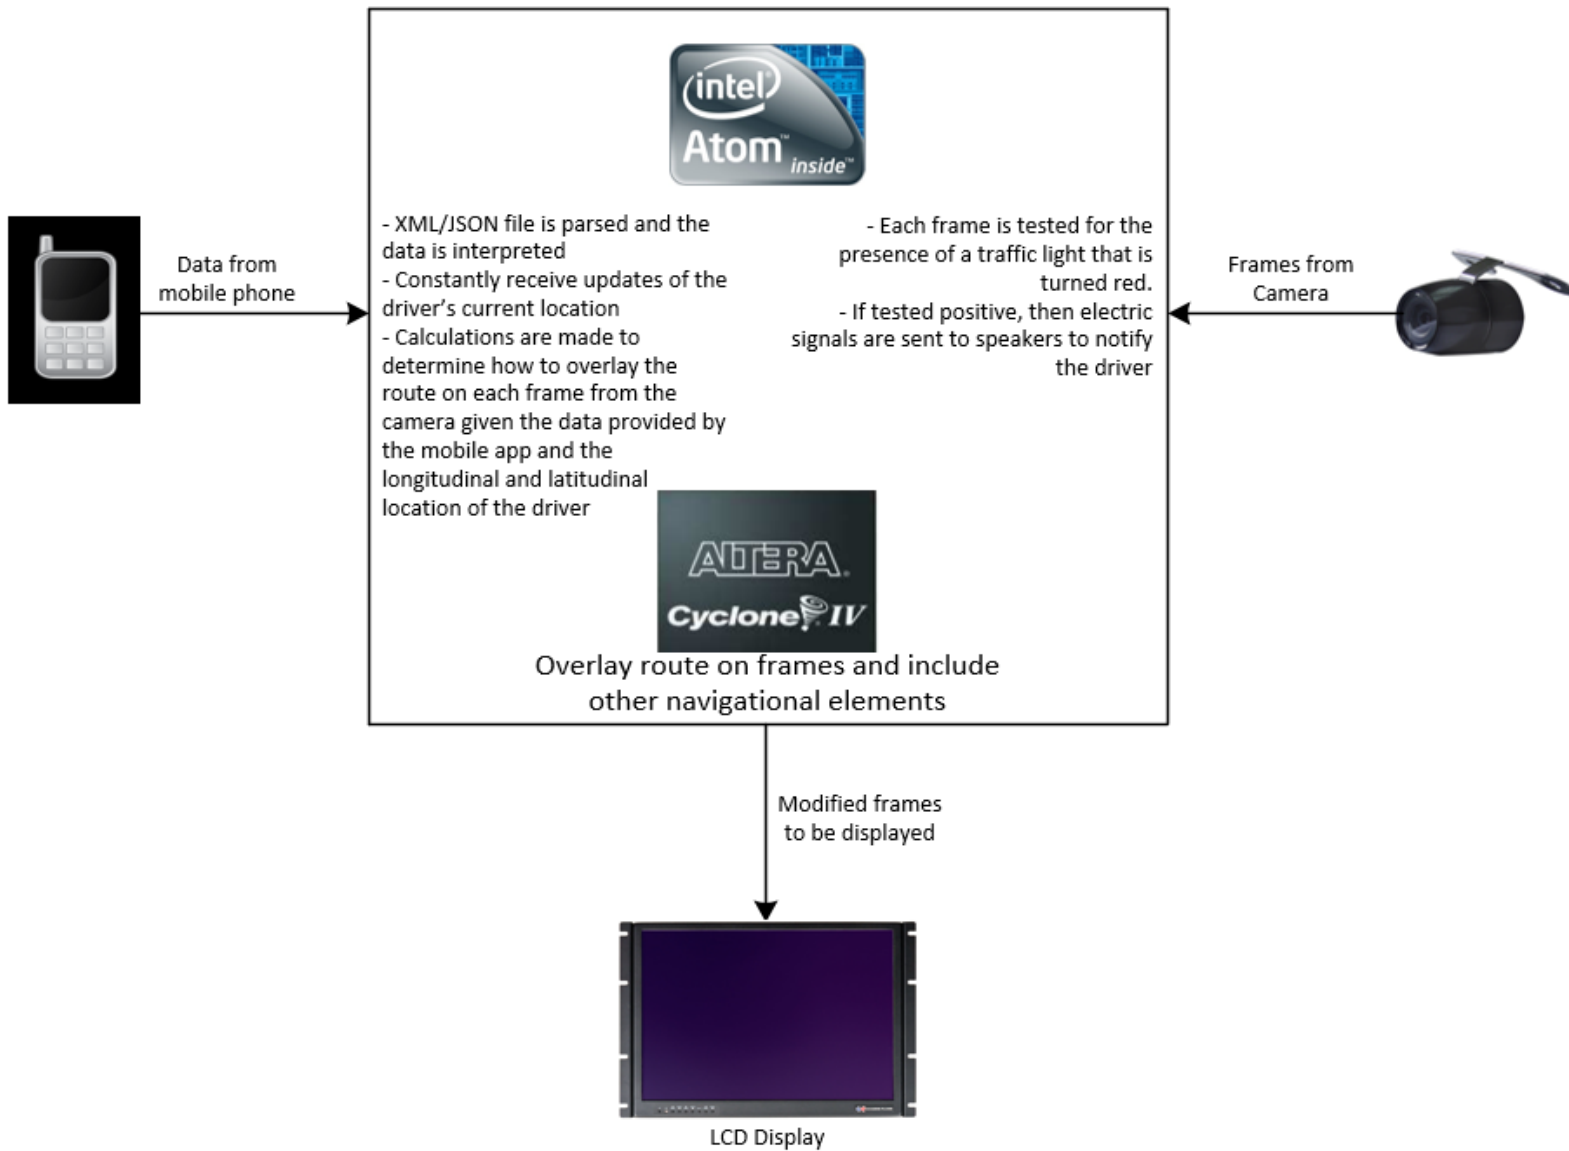 intel®
Atom™
inside™
Data from
mobile phone
- XML/JSON file is parsed and the
data is interpreted
- Constantly receive updates of the
driver's current location
- Calculations are made to
determine how to overlay the
route on each frame from the
camera given the data provided by
the mobile app and the
longitudinal and latitudinal
location of the driver
- Each frame is tested for the
presence of a traffic light that is
turned red.
- If tested positive, then electric
signals are sent to speakers to notify
the driver
Frames from
Camera
ALTERA®
Cyclone® IV
Overlay route on frames and include
other navigational elements
Modified frames
to be displayed
LCD Display